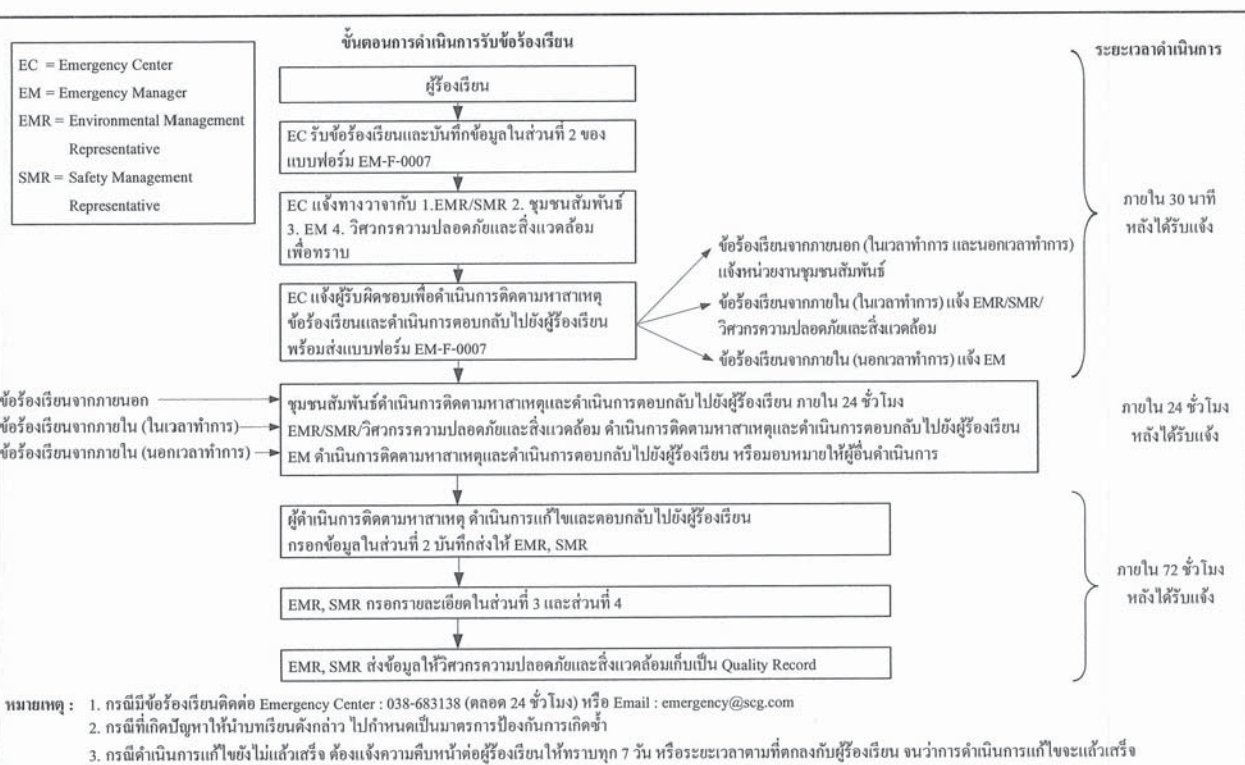 EC = Emergency Center
EM = Emergency Manager
EMR = Environmental Management
Representative
SMR = Safety Management
Representative
ขั้นตอนการดำเนินการรับข้อร้องเรียน
ระยะเวลาดำเนินการ
ผู้ร้องเรียน
EC รับข้อร้องเรียนและบันทึกข้อมูลในส่วนที่ 2 ของ
แบบฟอร์ม EM-F-0007
EC แจ้งทางวาจากับ 1.EMR/SMR 2. ชุมชนสัมพันธ์
3. EM 4. วิศวกรความปลอดภัยและสิ่งแวดล้อม
เพื่อทราบ
EC แจ้งผู้รับผิดชอบเพื่อดำเนินการติดตามหาสาเหตุ
ข้อร้องเรียนและดำเนินการตอบกลับไปยังผู้ร้องเรียน
พร้อมส่งแบบฟอร์ม EM-F-0007
ข้อร้องเรียนจากภายนอก (ในเวลาทำการ และนอกเวลาทำการ)
แจ้งหน่วยงานชุมชนสัมพันธ์
ข้อร้องเรียนจากภายใน (ในเวลาทำการ) แจ้ง EMR/SMR/
วิศวกรความปลอดภัยและสิ่งแวดล้อม
ข้อร้องเรียนจากภายใน (นอกเวลาทำการ) แจ้ง EM
ภายใน 30 นาที
หลังได้รับแจ้ง
ข้อร้องเรียนจากภายนอก
ข้อร้องเรียนจากภายใน (ในเวลาทำการ)
ข้อร้องเรียนจากภายใน (นอกเวลาทำการ)
ชุมชนสัมพันธ์ดำเนินการติดตามหาสาเหตุและดำเนินการตอบกลับไปยังผู้ร้องเรียน ภายใน 24 ชั่วโมง
EMR/SMR/วิศวกรรความปลอดภัยและสิ่งแวดล้อม ดำเนินการติดตามหาสาเหตุและดำเนินการตอบกลับไปยังผู้ร้องเรียน
EM ดำเนินการติดตามหาสาเหตุและดำเนินการตอบกลับไปยังผู้ร้องเรียน หรือมอบหมายให้ผู้อื่นดำเนินการ
ภายใน 24 ชั่วโมง
หลังได้รับแจ้ง
ผู้ดำเนินการติดตามหาสาเหตุ ดำเนินการแก้ไขและตอบกลับไปยังผู้ร้องเรียน
กรอกข้อมูลในส่วนที่ 2 บันทึกส่งให้ EMR, SMR
EMR, SMR กรอกรายละเอียดในส่วนที่ 3 และส่วนที่ 4
EMR, SMR ส่งข้อมูลให้วิศวกรความปลอดภัยและสิ่งแวดล้อมเก็บเป็น Quality Record
ภายใน 72 ชั่วโมง
หลังได้รับแจ้ง
หมายเหตุ : 1. กรณีมีข้อร้องเรียนติดต่อ Emergency Center : 038-683138 (ตลอด 24 ชั่วโมง) หรือ Email : emergency@scg.com
2. กรณีที่เกิดปัญหาให้นำบทเรียนดังกล่าว ไปกำหนดเป็นมาตรการป้องกันการเกิดซ้ำ
3. กรณีดำเนินการแก้ไขยังไม่แล้วเสร็จ ต้องแจ้งความคืบหน้าต่อผู้ร้องเรียนให้ทราบทุก 7 วัน หรือระยะเวลาตามที่ตกลงกับผู้ร้องเรียน จนว่าการดำเนินการแก้ไขจะแล้วเสร็จ